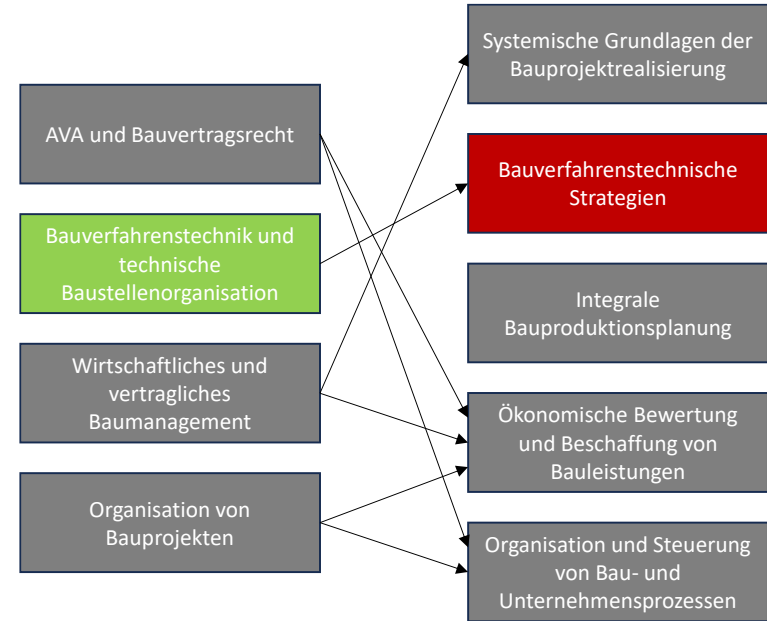 AVA und Bauvertragsrecht
Bauverfahrenstechnik und
technische
Baustellenorganisation
Wirtschaftliches und
vertragliches
Baumanagement
Organisation von
Bauprojekten
Systemische Grundlagen der
Bauprojektrealisierung
Bauverfahrenstechnische
Strategien
Integrale
Bauproduktionsplanung
Ökonomische Bewertung
und Beschaffung von
Bauleistungen
Organisation und Steuerung
von Bau- und
Unternehmensprozessen